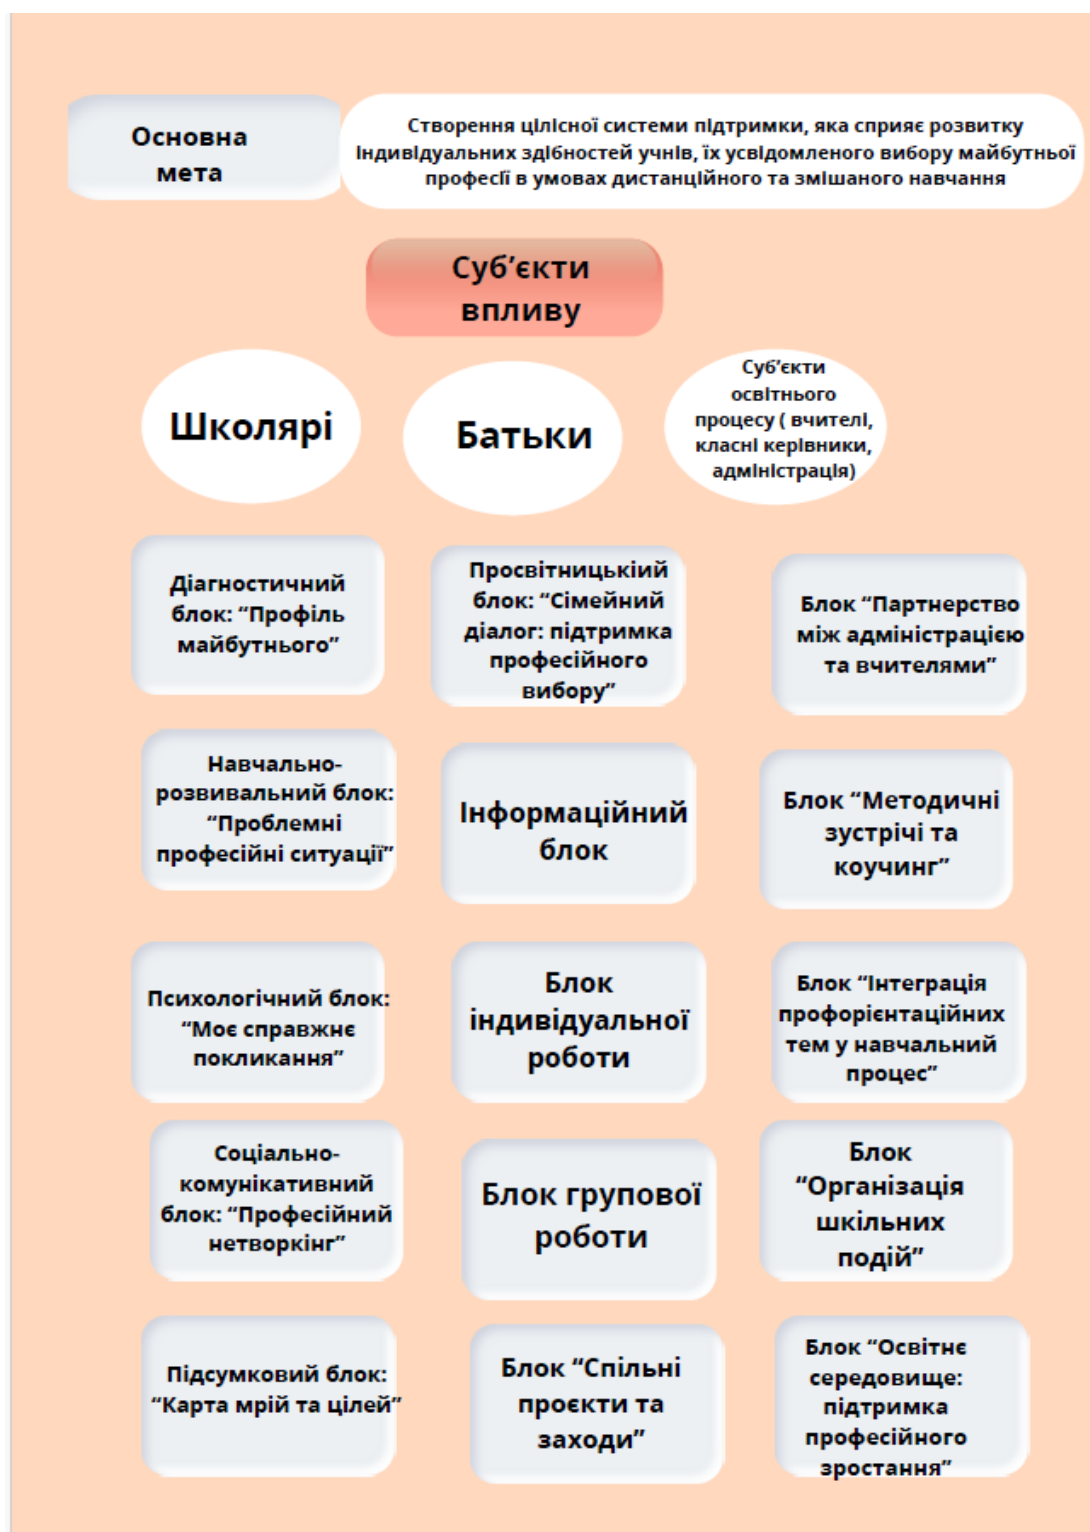 Основна
мета
Створення цілісної системи підтримки, яка сприяє розвитку
індивідуальних здібностей учнів, їх усвідомленого вибору майбутньої
професії в умовах дистанційного та змішаного навчання
Суб’єкти
впливу
Школярі
Батьки
Суб’єкти
освітнього
процесу ( вчителі,
класні керівники,
адміністрація)
Діагностичний
блок: “Профіль
майбутнього”
Просвітницькіий
блок: “Сімейний
діалог: підтримка
професійного
вибору”
Блок “Партнерство
між адміністрацією
та вчителями”
Навчально-
розвивальний блок:
“Проблемні
професійні ситуації”
Інформаційний
блок
Блок “Методичні
зустрічі та
коучинг”
Психологічний блок:
“Моє справжнє
покликання”
Блок
індивідуальної
роботи
Блок “Інтеграція
профорієнтаційних
тем у навчальний
процес”
Соціально-
комунікативний
блок: “Професійний
нетворкінг”
Блок групової
роботи
Блок
“Організація
шкільних
подій”
Підсумковий блок:
“Карта мрій та цілей”
Блок “Спільні
проєкти та
заходи”
Блок “Освітнє
середовище:
підтримка
професійного
зростання”